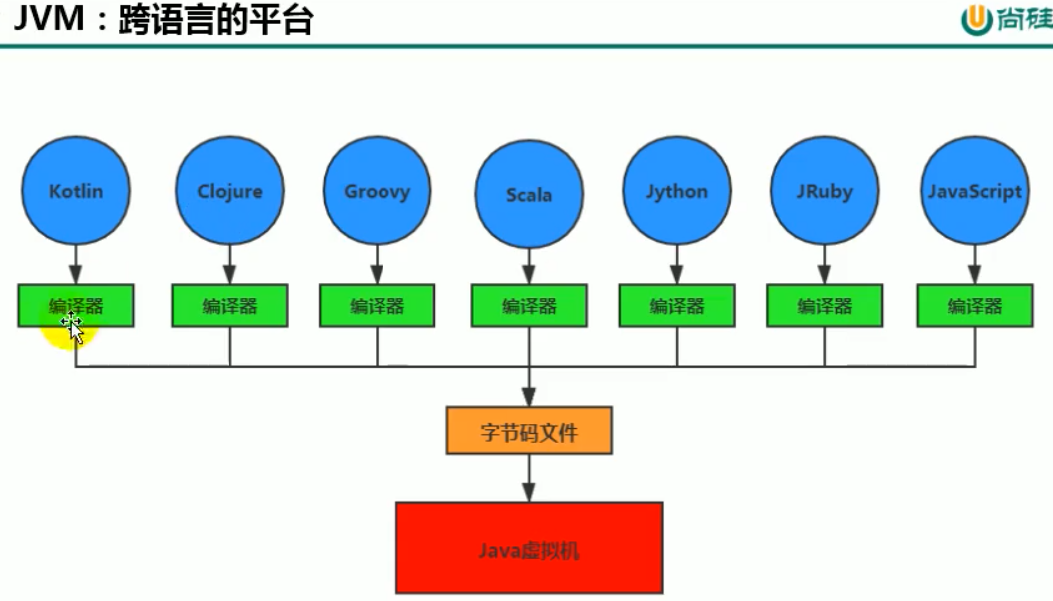 JVM：跨语言的平台
尚硅
Kotlin
Clojure
Groovy
Scala
Jython
JRuby
JavaScript
编译器
编译器
编译器
编译器
编译器
编译器
编译器
字节码文件
Java虚拟机